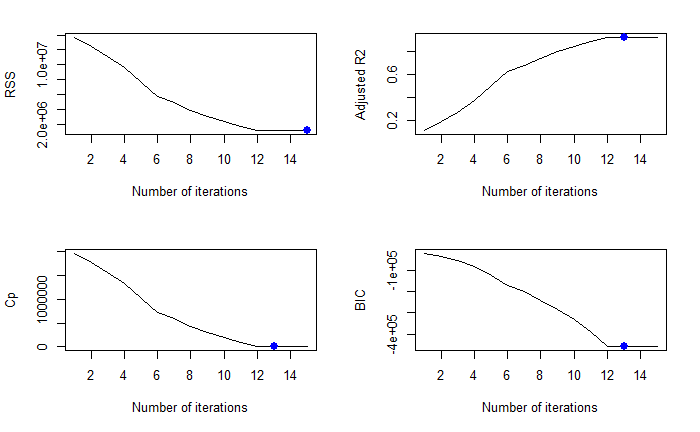 RSS
2.0e+06 1.0e+07
2 4 6 8 10 12 14
Number of iterations
Adjusted R2
0.2 0.6
2 4 6 8 10 12 14
Number of iterations
Cp
0 1000000
2 4 6 8 10 12 14
Number of iterations
BIC
-4e+05 -1e+05
2 4 6 8 10 12 14
Number of iterations